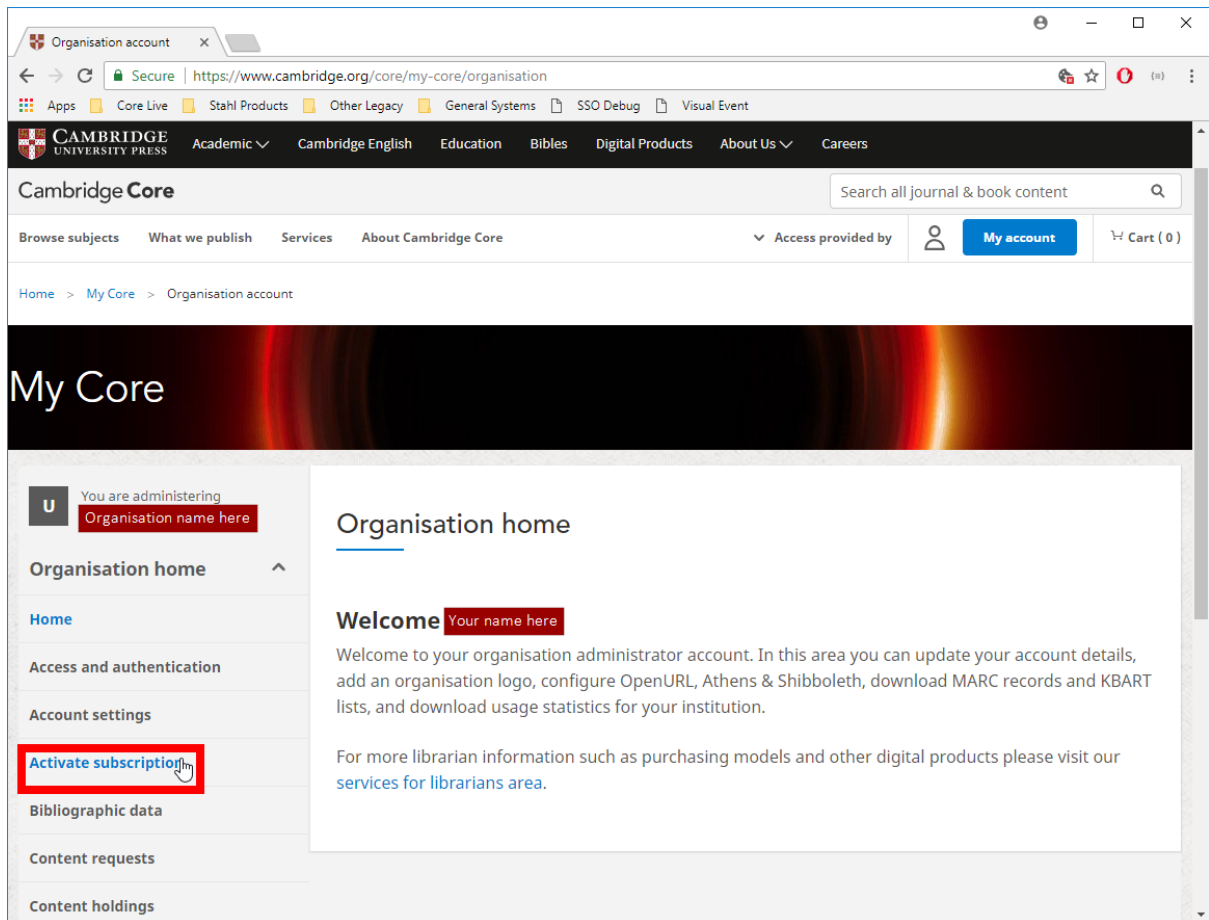 Organisation account
Secure | https://www.cambridge.org/core/my-core/organisation
Apps Core Live Stahl Products Other Legacy General Systems SSO Debug Visual Event
CAMBRIDGE
UNIVERSITY PRESS
Academic Cambridge English Education Bibles Digital Products About Us Careers
Cambridge Core
Search all journal & book content
Browse subjects What we publish Services About Cambridge Core Access provided by My account Cart ( 0 )
Home > My Core > Organisation account
My Core
U
You are administering
Organisation name here
Organisation home
Home
Access and authentication
Account settings
Activate subscription
Bibliographic data
Content requests
Content holdings
Organisation home
Welcome Your name here
Welcome to your organisation administrator account. In this area you can update your account details,
add an organisation logo, configure OpenURL, Athens & Shibboleth, download MARC records and KBART
lists, and download usage statistics for your institution.
For more librarian information such as purchasing models and other digital products please visit our
services for librarians area.